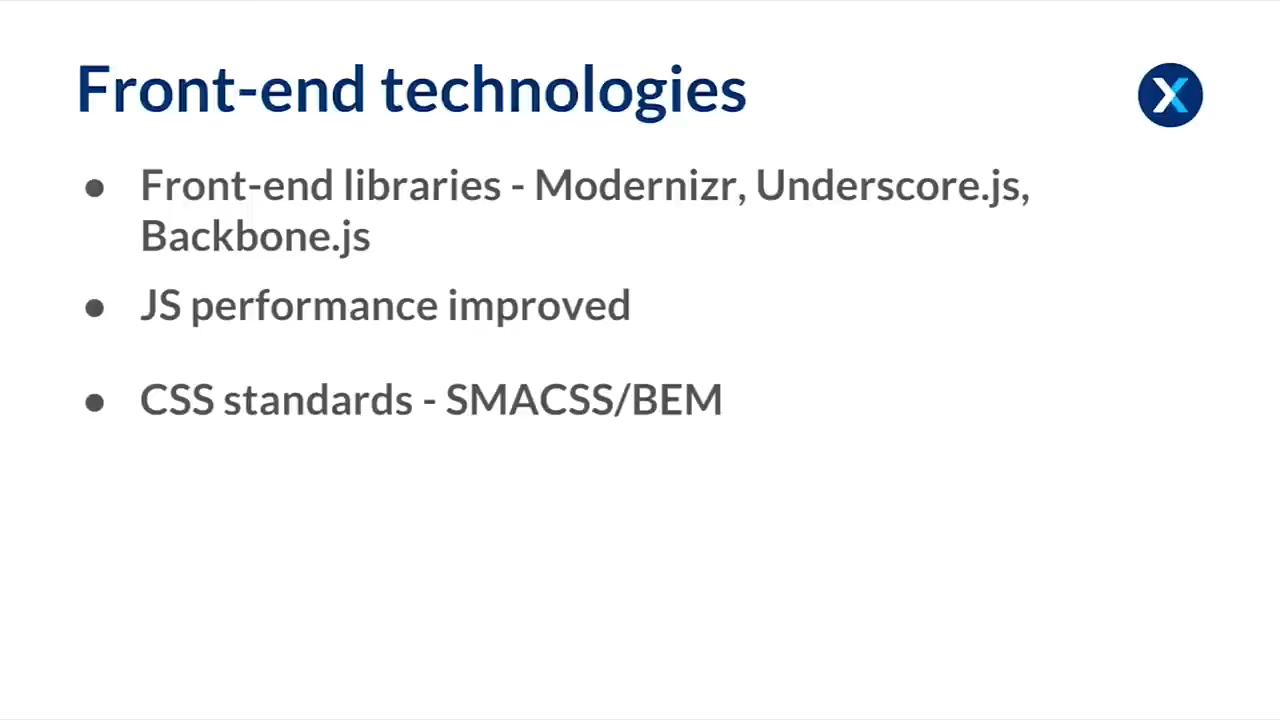 Front-end technologies
● Front-end libraries - Modernizr, Underscore.js,
Backbone.js
● JS performance improved
● CSS standards - SMACSS/BEM